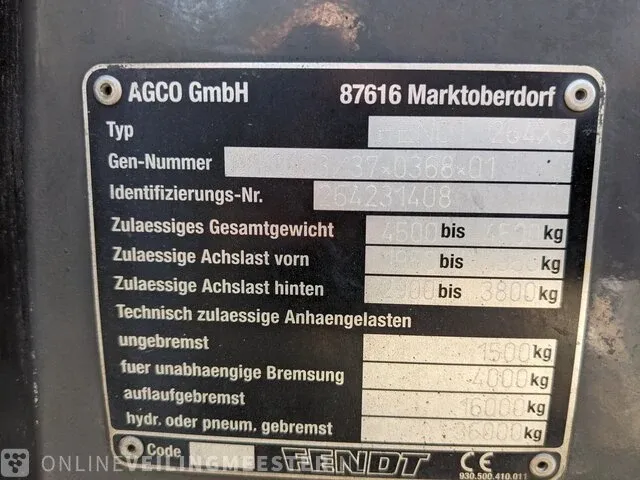 AGCO GmbH 87616 Marktoberdorf
Typ
Gen-Nummer 37*0368*01
Identifizierungs-Nr. 264231408
Zulaessiges Gesamtgewicht 4500 bis kg
Zulaessige Achslast vorn bis kg
Zulaessige Achslast hinten bis 3800 kg
Technisch zulaessige Anhaengelasten
ungebremst 1500 kg
fuer unabhaengige Bremsung 4000 kg
auflaufgebremst 16000 kg
hydr. oder pneum. gebremst kg
Code FENDT CE
930.500.410.011
ONLINEVEILINGMEESTER